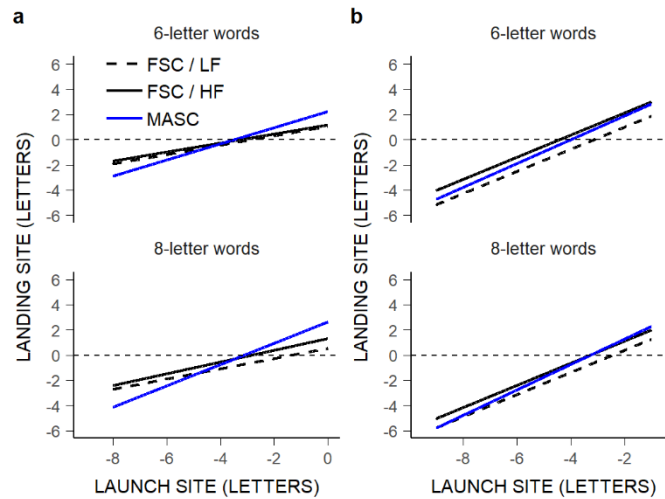 a
6-letter words
6
4
2
0
-2
-4
-6
FSC / LF
FSC / HF
MASC
8-letter words
6
4
2
0
-2
-4
-6
-8 -6 -4 -2 0
LANDING SITE (LETTERS)
LAUNCH SITE (LETTERS)
b
6-letter words
6
4
2
0
-2
-4
-6
8-letter words
6
4
2
0
-2
-4
-6
-8 -6 -4 -2
LANDING SITE (LETTERS)
LAUNCH SITE (LETTERS)